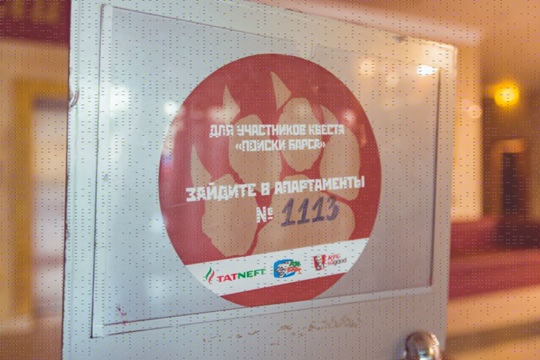 ДЛЯ УЧАСТНИКОВ КВЕСТА
«ПОИСКИ БАРСА»
ЗАЙДИТЕ В АПАРТАМЕНТЫ
№ 1113
TATNEFT